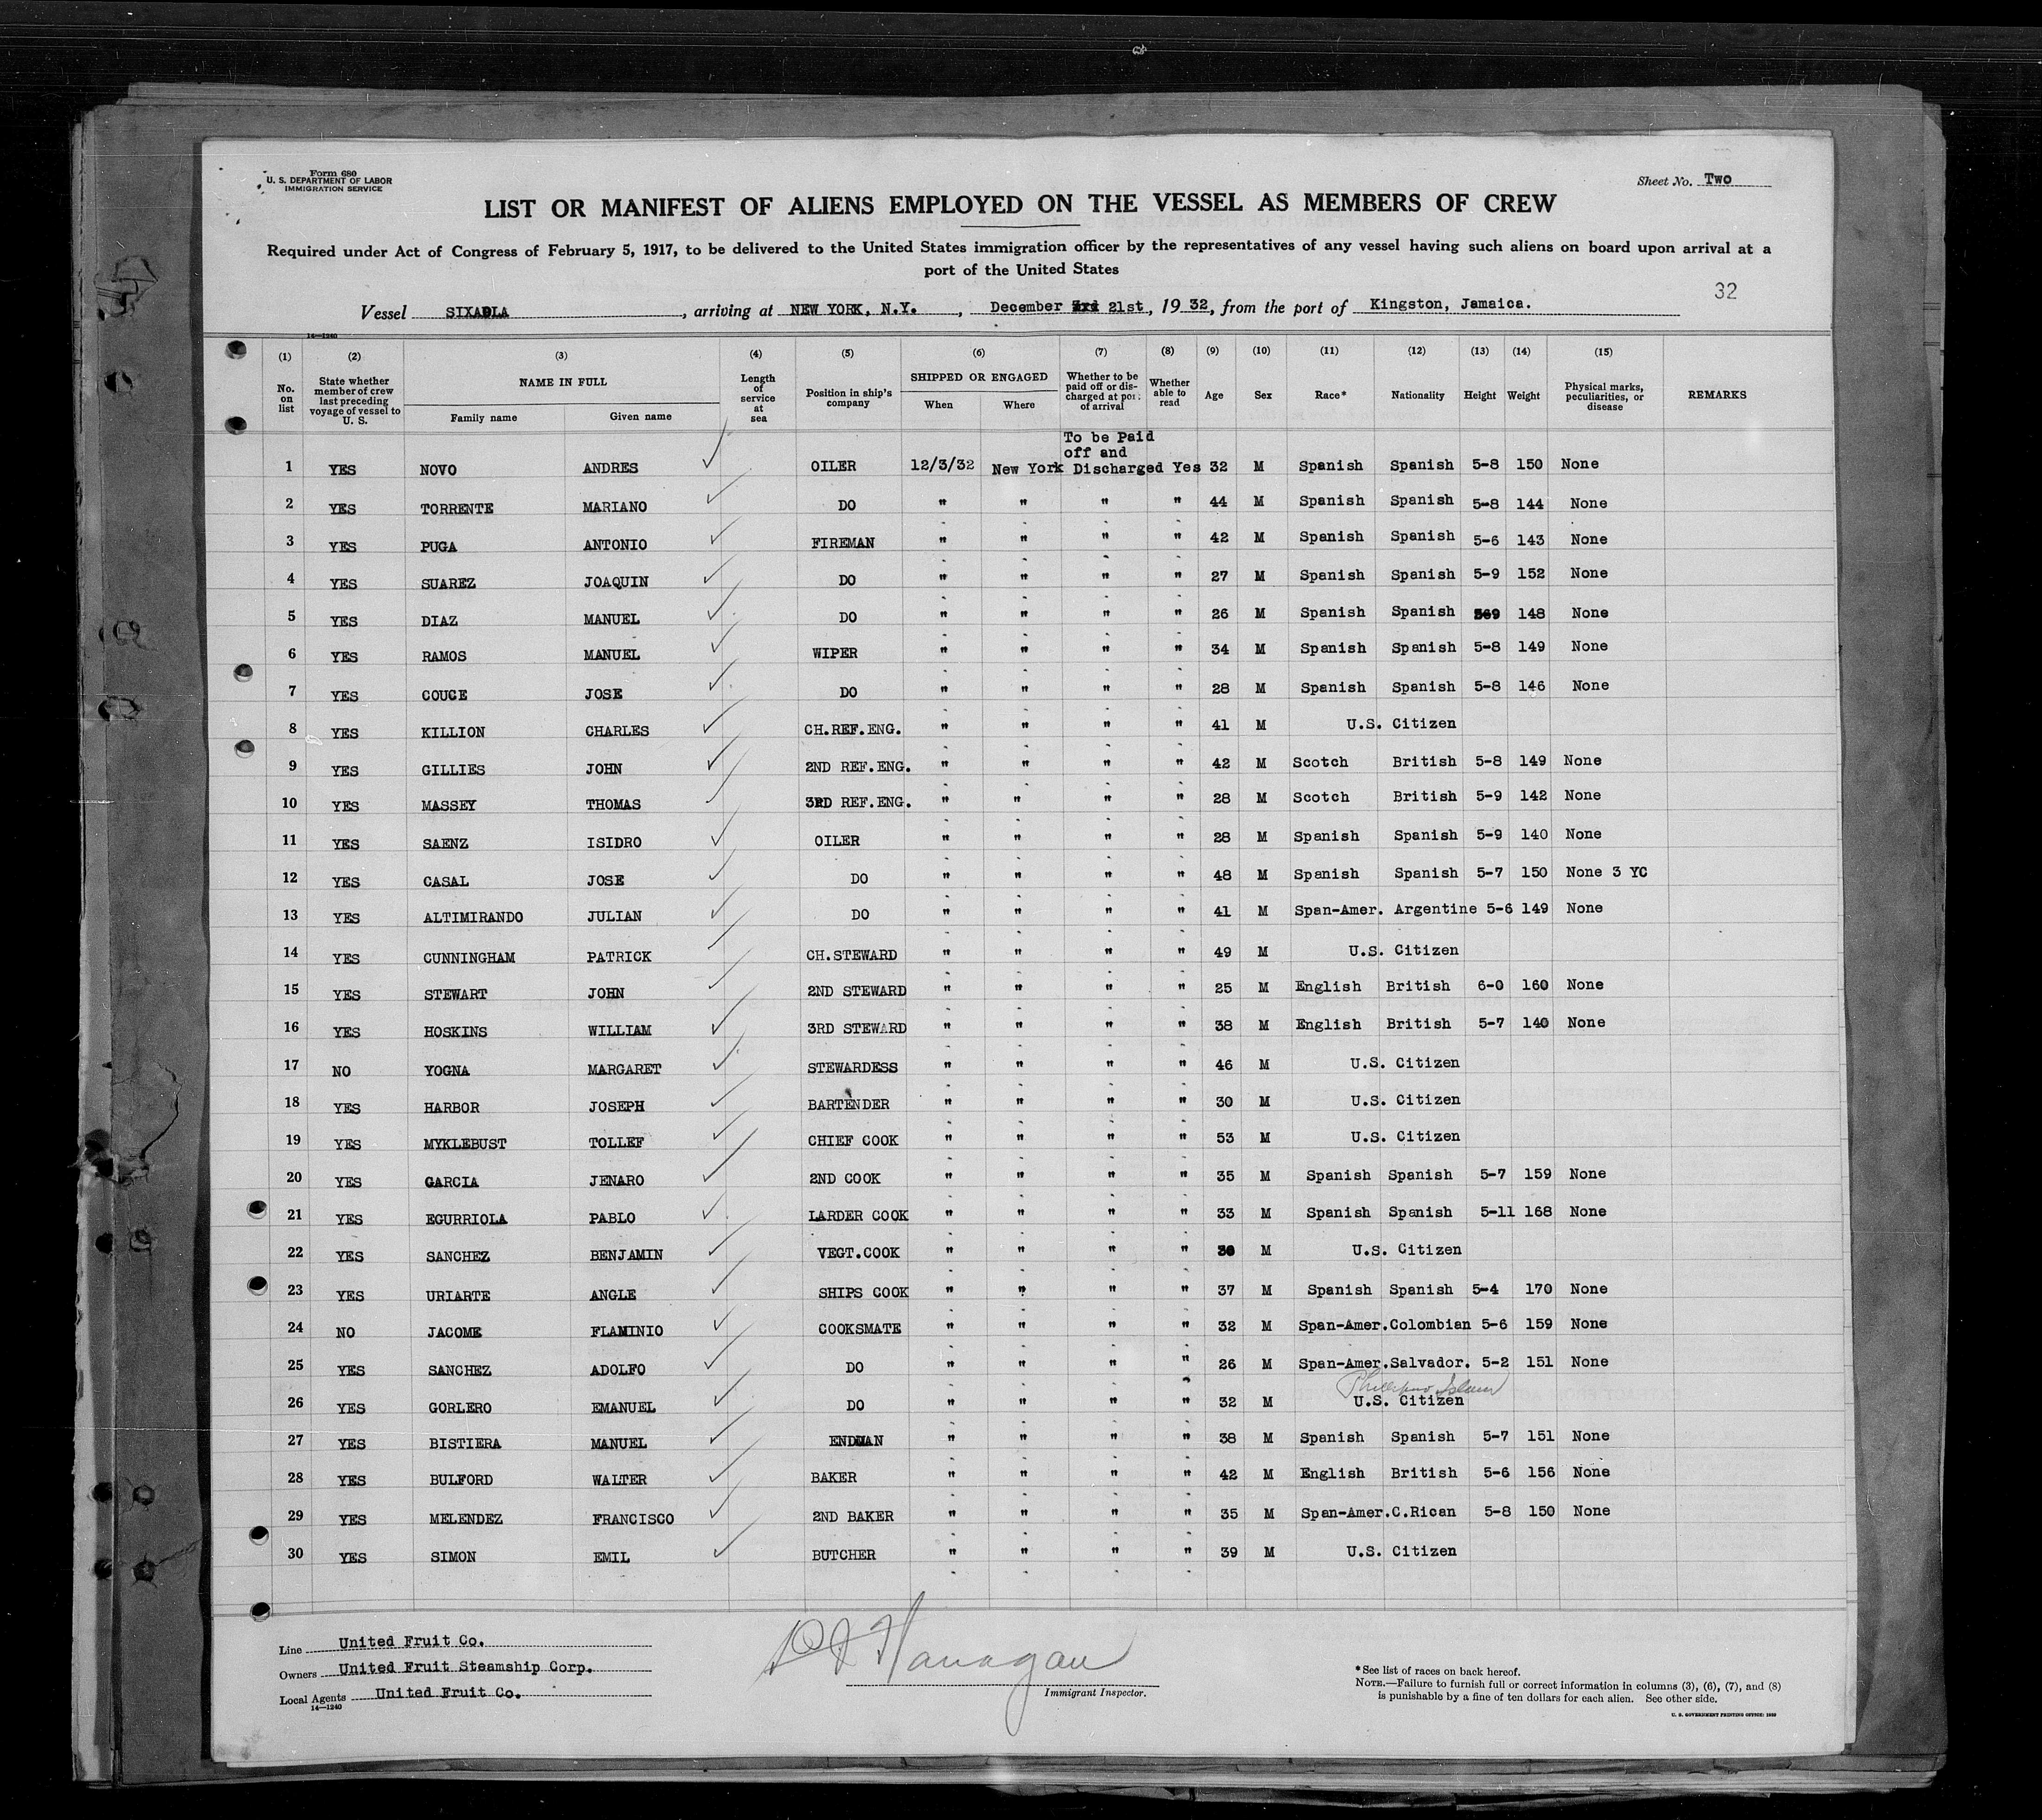 Form 680
U. S. DEPARTMENT OF LABOR
IMMIGRATION SERVICE
Sheet No. Two
LIST OR MANIFEST OF ALIENS EMPLOYED ON THE VESSEL AS MEMBERS OF CREW
Required under Act of Congress of February 5, 1917, to be delivered to the United States immigration officer by the representatives of any vessel having such aliens on board upon arrival at a
port of the United States
32
Vessel SIXAOLA, arriving at NEW YORK, N.Y., December 3rd 21st, 1932, from the port of Kingston, Jamaica.
14—1240
(1) (2) (3) (4) (5) (6) (7) (8) (9) (10) (11) (12) (13) (14) (15)
No. on list State whether member of crew last preceding voyage of vessel to U. S. NAME IN FULL Family name Given name Length of service at sea Position in ship's company SHIPPED OR ENGAGED When Where Whether to be paid off or discharged at port of arrival Whether able to read Age Sex Race* Nationality Height Weight Physical marks, peculiarities, or disease REMARKS
To be Paid
off and
1 YES NOVO ANDRES OILER 12/3/32 New York Discharged Yes 32 M Spanish Spanish 5-8 150 None
2 YES TORRENTE MARIANO DO " " " " 44 M Spanish Spanish 5-8 144 None
3 YES PUGA ANTONIO FIREMAN " " " " 42 M Spanish Spanish 5-6 143 None
4 YES SUAREZ JOAQUIN DO " " " " 27 M Spanish Spanish 5-9 152 None
5 YES DIAZ MANUEL DO " " " " 26 M Spanish Spanish 148 None
6 YES RAMOS MANUEL WIPER " " " " 34 M Spanish Spanish 5-8 149 None
7 YES COUCE JOSE DO " " " " 28 M Spanish Spanish 5-8 146 None
8 YES KILLION CHARLES CH.REF.ENG. " " " " 41 M U.S. Citizen
9 YES GILLIES JOHN 2ND REF.ENG. " " " " 42 M Scotch British 5-8 149 None
10 YES MASSEY THOMAS 3RD REF.ENG. " " " " 28 M Scotch British 5-9 142 None
11 YES SAENZ ISIDRO OILER " " " " 28 M Spanish Spanish 5-9 140 None
12 YES CASAL JOSE DO " " " " 48 M Spanish Spanish 5-7 150 None 3 YC
13 YES ALTIMIRANDO JULIAN DO " " " " 41 M Span-Amer. Argentine 5-6 149 None
14 YES CUNNINGHAM PATRICK CH.STEWARD " " " " 49 M U.S. Citizen
15 YES STEWART JOHN 2ND STEWARD " " " " 25 M English British 6-0 160 None
16 YES HOSKINS WILLIAM 3RD STEWARD " " " " 38 M English British 5-7 140 None
17 NO YOGNA MARGARET STEWARDESS " " " " 46 M U.S. Citizen
18 YES HARBOR JOSEPH BARTENDER " " " " 30 M U.S. Citizen
19 YES MYKLEBUST TOLLEF CHIEF COOK " " " " 53 M U.S. Citizen
20 YES GARCIA JENARO 2ND COOK " " " " 35 M Spanish Spanish 5-7 159 None
21 YES EGURRIOLA PABLO LARDER COOK " " " " 33 M Spanish Spanish 5-11 168 None
22 YES SANCHEZ BENJAMIN VEGT.COOK " " " " M U.S. Citizen
23 YES URIARTE ANGLE SHIPS COOK " " " " 37 M Spanish Spanish 5-4 170 None
24 NO JACOME FLAMINIO COOKSMATE " " " " 32 M Span-Amer.Colombian 5-6 159 None
25 YES SANCHEZ ADOLFO DO " " " " 26 M Span-Amer.Salvador. 5-2 151 None
26 YES GORLERO EMANUEL DO " " " " 32 M U.S. Citizen
27 YES BISTIERA MANUEL " " " " 38 M Spanish Spanish 5-7 151 None
28 YES BULFORD WALTER BAKER " " " " 42 M English British 5-6 156 None
29 YES MELENDEZ FRANCISCO 2ND BAKER " " " " 35 M Span-Amer.C.Rican 5-8 150 None
30 YES SIMON EMIL BUTCHER " " " " 39 M U.S. Citizen
Line United Fruit Co.
Owners United Fruit Steamship Corp.
Local Agents United Fruit Co.
14—1240
Immigrant Inspector.
*See list of races on back hereof.
NOTE.—Failure to furnish full or correct information in columns (3), (6), (7), and (8)
is punishable by a fine of ten dollars for each alien. See other side.